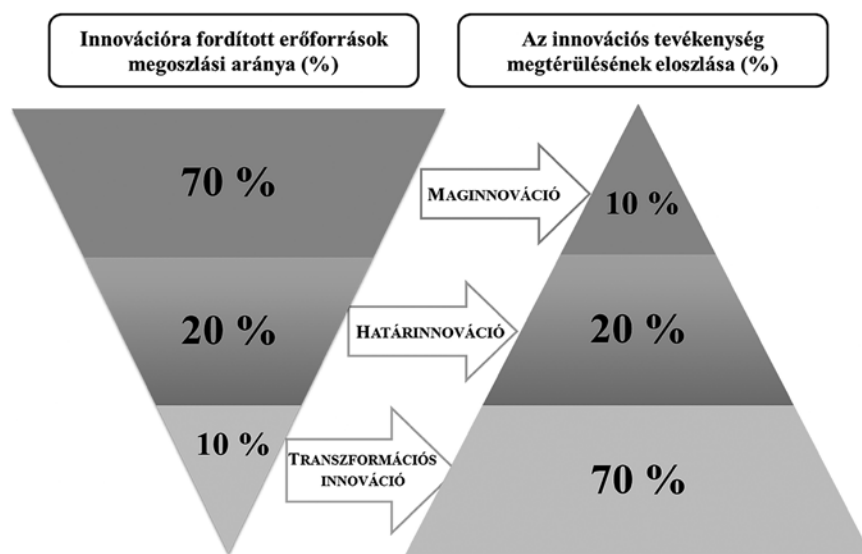 Innovációra fordított erőforrások
megoszlási aránya (%)
Az innovációs tevékenység
megtérülésének eloszlása (%)
70 %
MAGINNOVÁCIÓ
10 %
20 %
HATÁRINNOVÁCIÓ
20 %
10 %
TRANSZFORMÁCIÓS
INNOVÁCIÓ
70 %